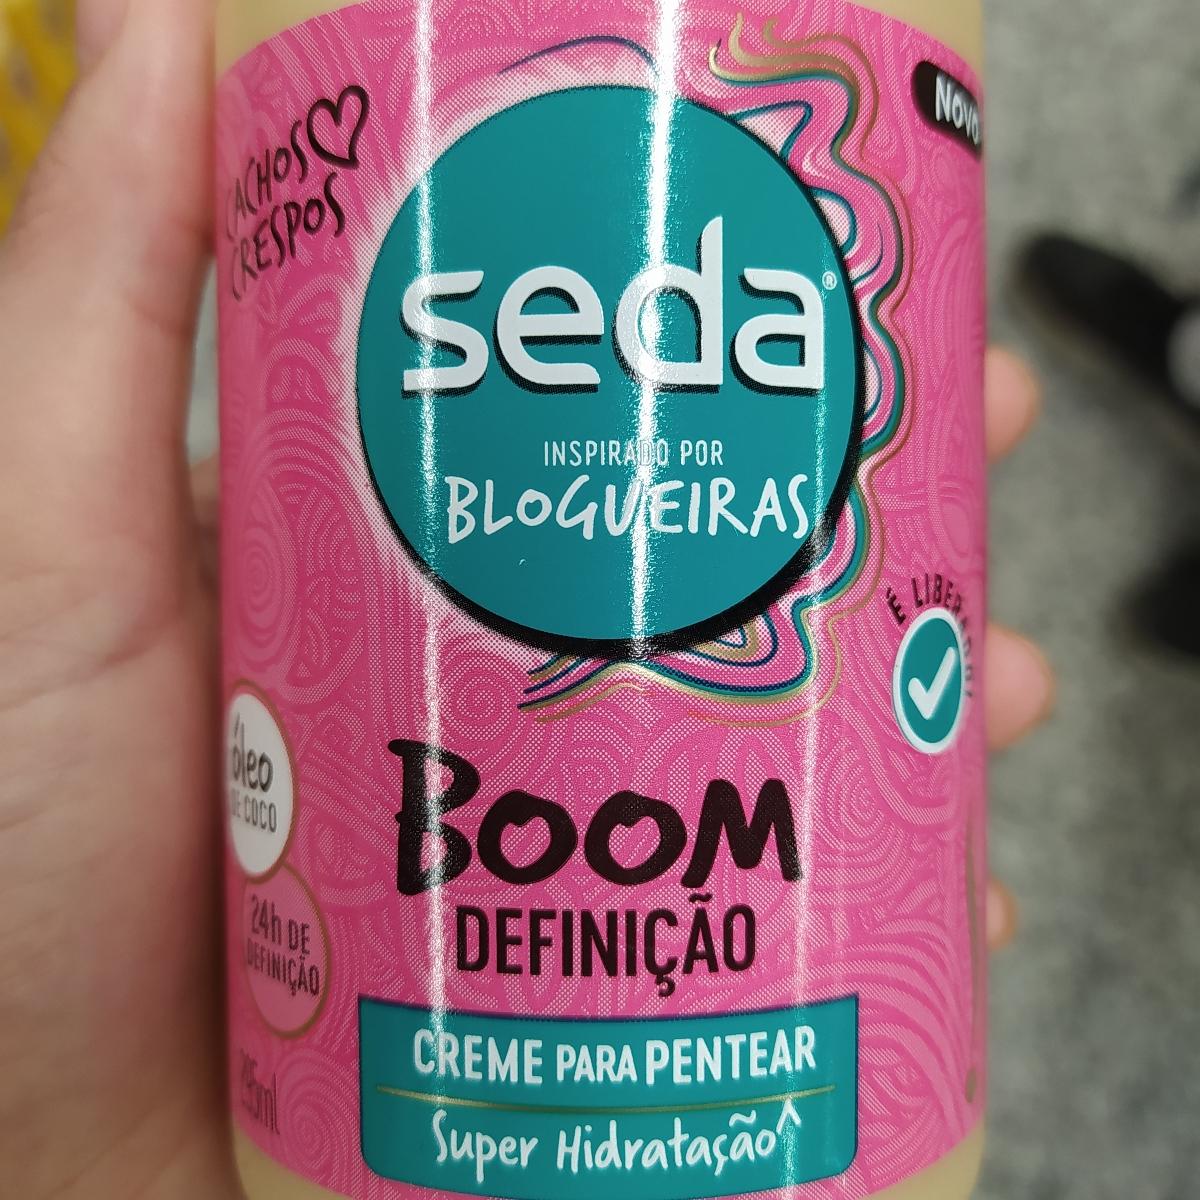 CACHOS
CRESPOS
NOVO
seda®
INSPIRADO POR
BLOGUEIRAS
É LIBERADO!
BOOM
DEFINIÇÃO
óleo
DE COCO
24h DE
DEFINIÇÃO
CREME PARA PENTEAR
Super Hidratação^